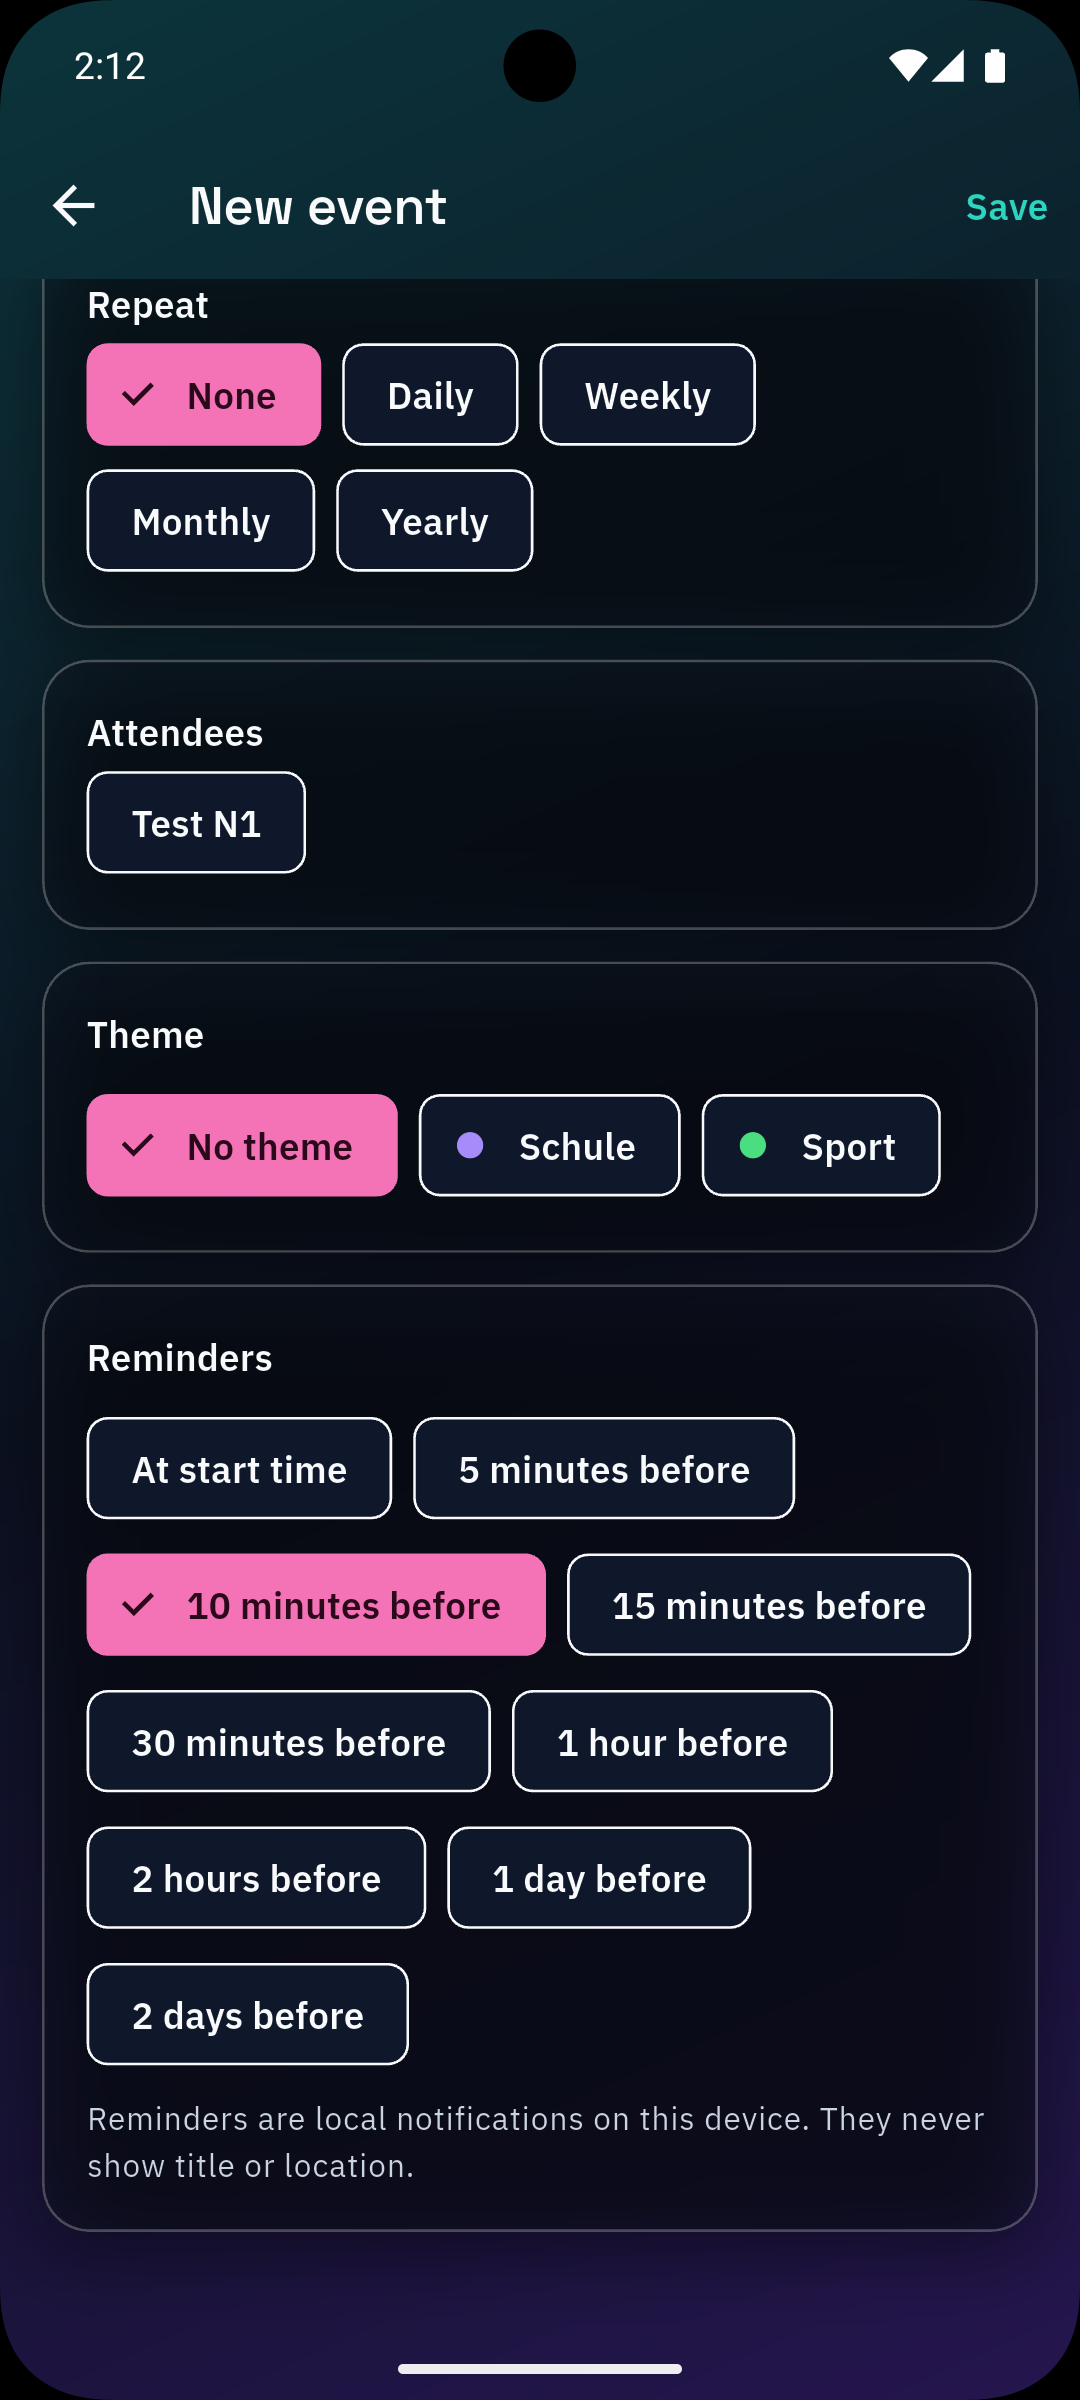 2:12
New event
Save
Repeat
None
Daily
Weekly
Monthly
Yearly
Attendees
Test N1
Theme
No theme
Schule
Sport
Reminders
At start time
5 minutes before
10 minutes before
15 minutes before
30 minutes before
1 hour before
2 hours before
1 day before
2 days before
Reminders are local notifications on this device. They never
show title or location.